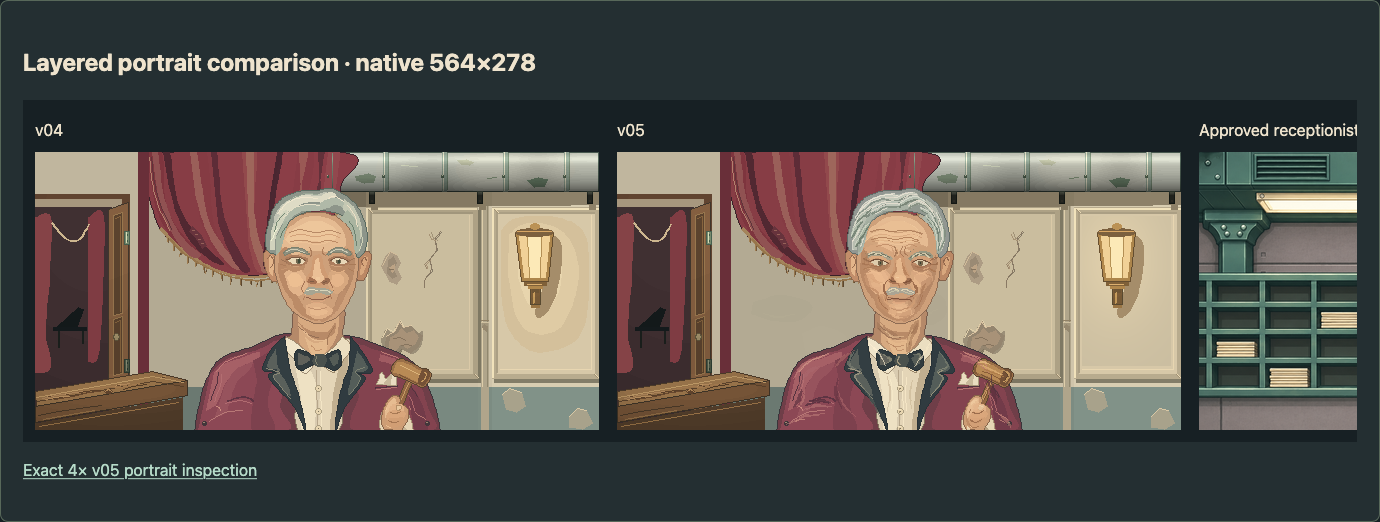 Layered portrait comparison · native 564×278
v04
v05
Approved receptionist
Exact 4× v05 portrait inspection